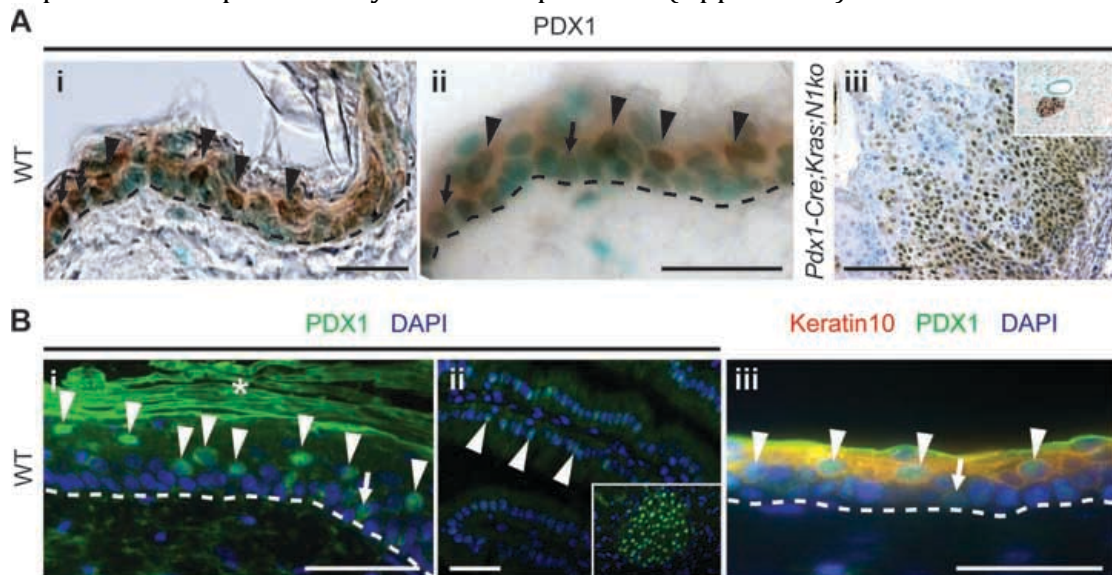 A
PDX1
WT
i
ii
iii
Pdx1-Cre;Kras;N1ko
B
PDX1 DAPI
Keratin10 PDX1 DAPI
WT
i
*
ii
iii